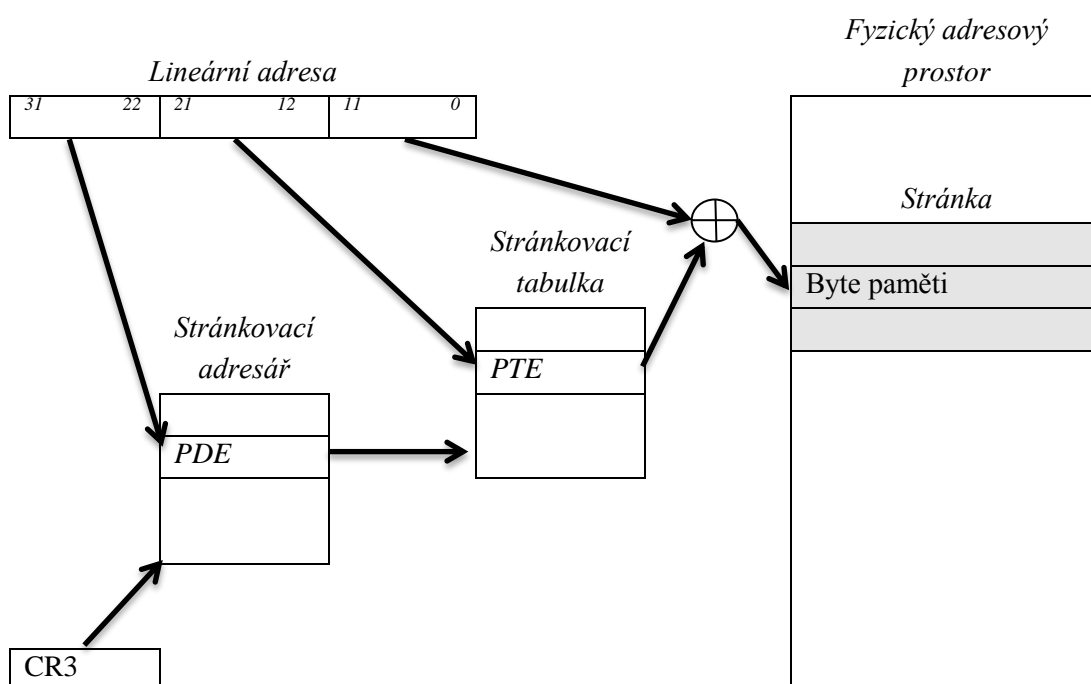 Fyzický adresový
prostor
Lineární adresa
31 22 21 12 11 0
Stránka
Stránkovací
tabulka
Byte paměti
Stránkovací
adresář
PTE
PDE
CR3